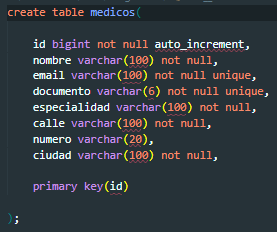 create table medicos(
id bigint not null auto_increment,
nombre varchar(100) not null,
email varchar(100) not null unique,
documento varchar(6) not null unique,
especialidad varchar(100) not null,
calle varchar(100) not null,
numero varchar(20),
ciudad varchar(100) not null,
primary key(id)
);